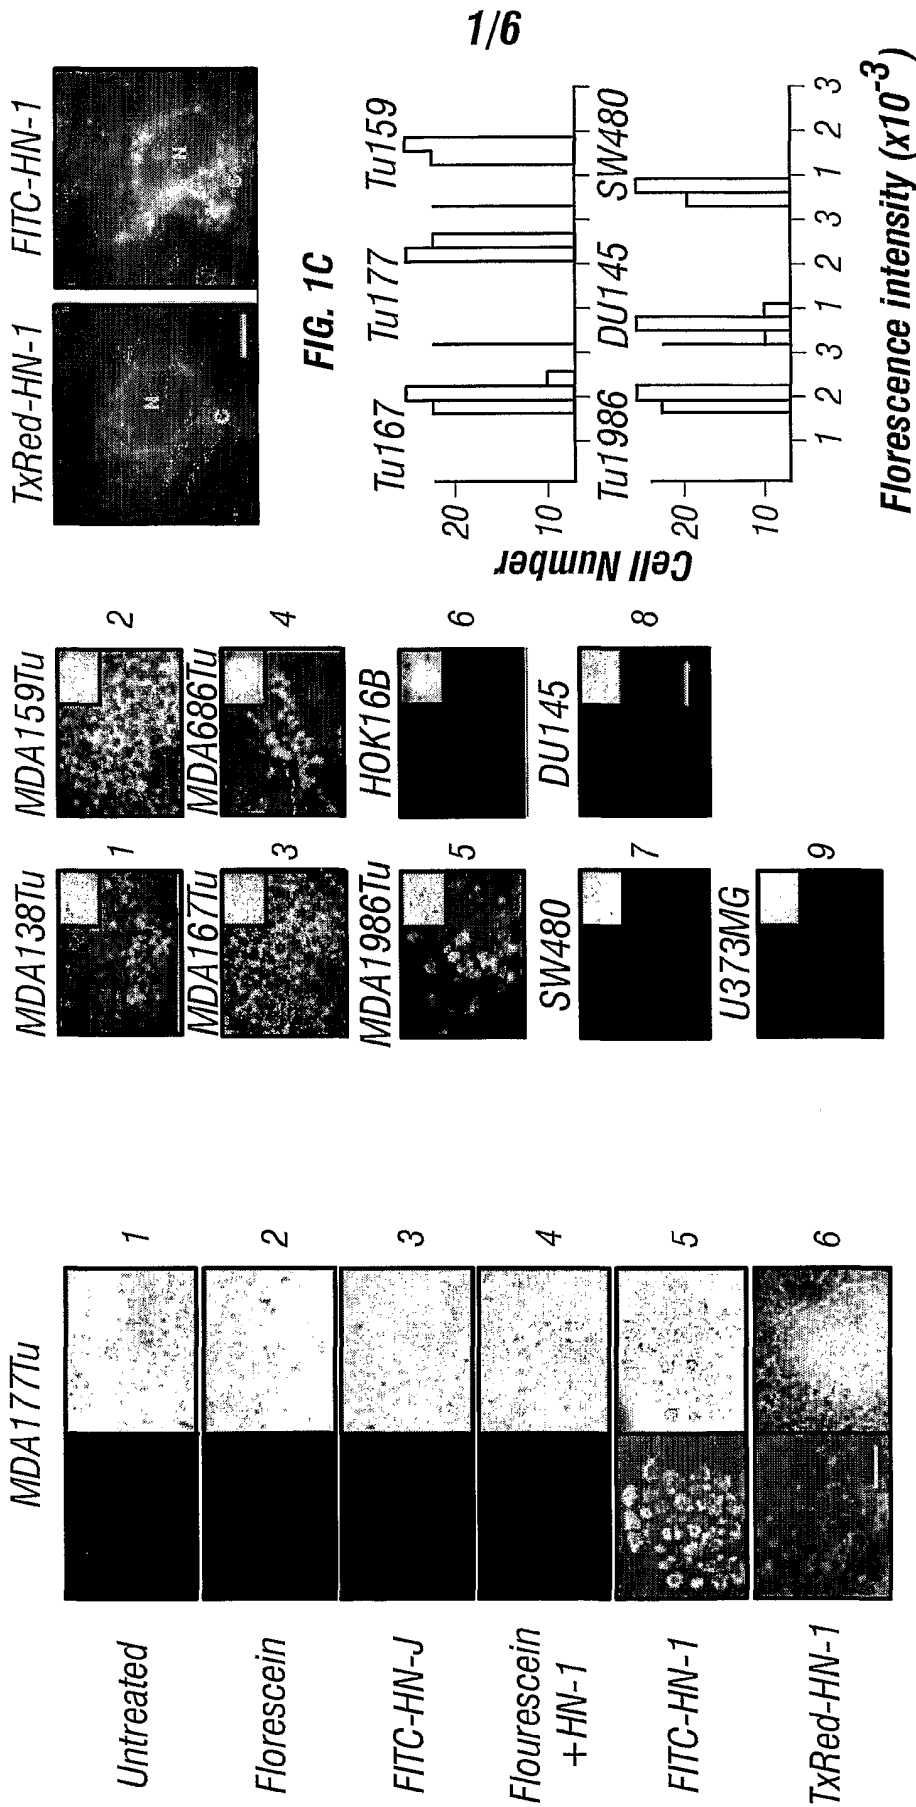 1/6
MDA177Tu
Untreated
1
Florescein
2
FITC-HN-J
3
Flourescein
+HN-1
4
FITC-HN-1
5
TxRed-HN-1
6
MDA138Tu
1
MDA159Tu
2
MDA167Tu
3
MDA686Tu
4
MDA1986Tu
5
HOK16B
6
SW480
7
DU145
8
U373MG
9
TxRed-HN-1
FITC-HN-1
N
C
N
C
FIG. 1C
Tu167
Tu177
Tu159
20
10
Cell Number
Tu1986
DU145
SW480
20
10
1 2 3 1 2 3 1 2 3
Florescence intensity (x10-3)